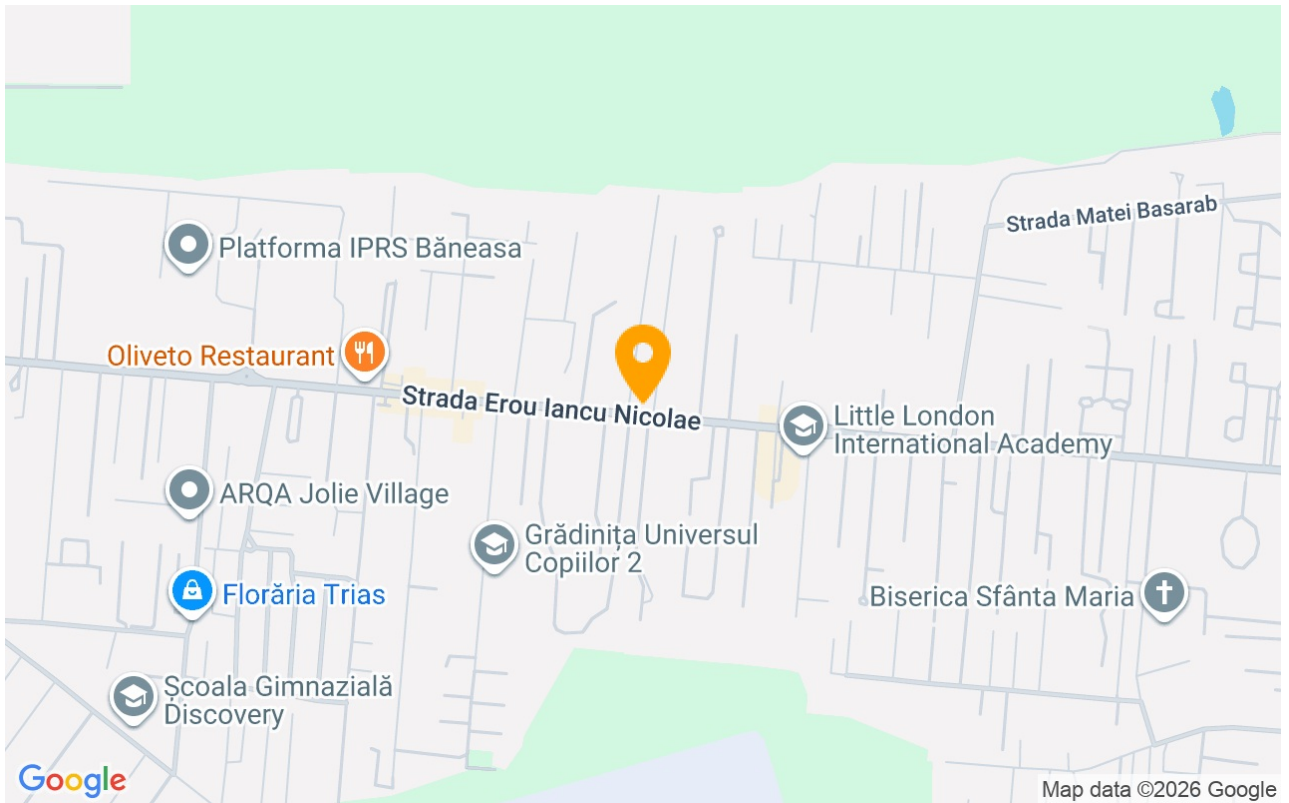 Strada Matei Basarab
Platforma IPRS Băneasa
Oliveto Restaurant
Strada Erou Iancu Nicolae
Little London
International Academy
ARQA Jolie Village
Grădinița Universul
Copiilor 2
Florăria Trias
Biserica Sfânta Maria
Școala Gimnazială
Discovery
Google
Map data ©2026 Google